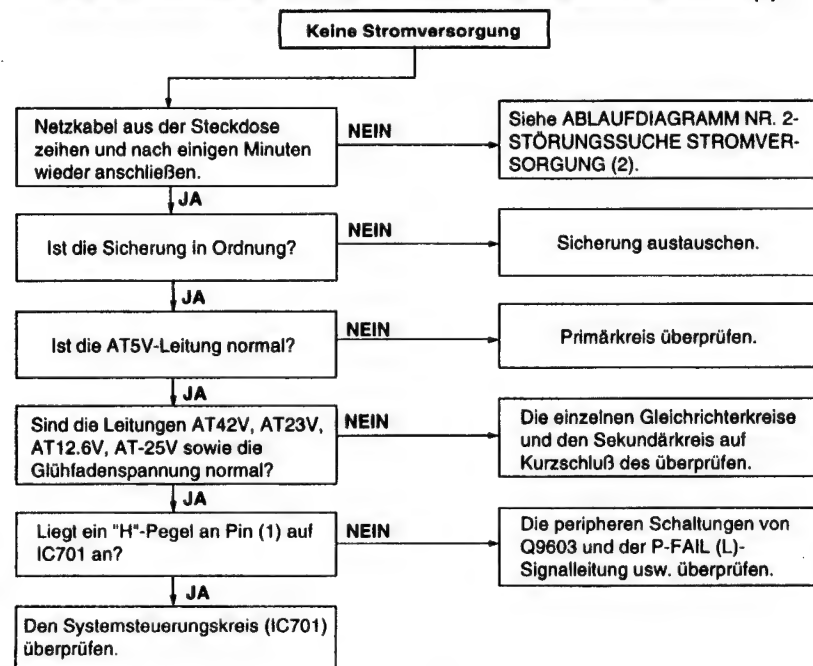 (2)
Keine Stromversorgung
Netzkabel aus der Steckdose
zeihen und nach einigen Minuten
wieder anschließen.
NEIN
Siehe ABLAUFDIAGRAMM NR. 2-
STÖRUNGSSUCHE STROMVER-
SORGUNG (2).
JA
Ist die Sicherung in Ordnung?
NEIN
Sicherung austauschen.
JA
Ist die AT5V-Leitung normal?
NEIN
Primärkreis überprüfen.
JA
Sind die Leitungen AT42V, AT23V,
AT12.6V, AT-25V sowie die
Glühfadenspannung normal?
NEIN
Die einzelnen Gleichrichterkreise
und den Sekundärkreis auf
Kurzschluß des überprüfen.
JA
Liegt ein "H"-Pegel an Pin (1) auf
IC701 an?
NEIN
Die peripheren Schaltungen von
Q9603 und der P-FAIL (L)-
Signalleitung usw. überprüfen.
JA
Den Systemsteuerungskreis (IC701)
überprüfen.